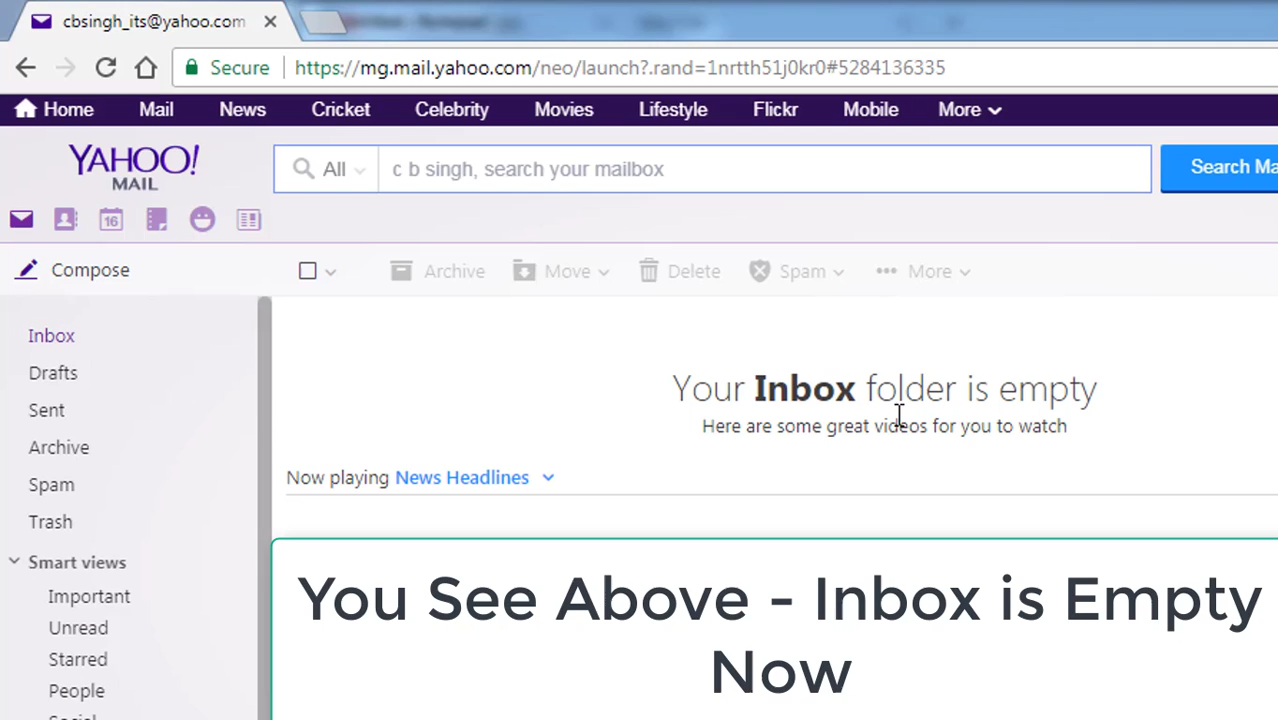 cbsingh_its@yahoo.com
Secure https://mg.mail.yahoo.com/neo/launch?.rand=1nrtth51j0kr0#5284136335
Home Mail News Cricket Celebrity Movies Lifestyle Flickr Mobile More
YAHOO!
MAIL
All c b singh, search your mailbox Search Ma
16
Compose
Archive Move Delete Spam More
Inbox
Drafts
Sent
Archive
Spam
Trash
Smart views
Important
Unread
Starred
People
Social
Your Inbox folder is empty
Here are some great videos for you to watch
Now playing News Headlines
You See Above - Inbox is Empty
Now